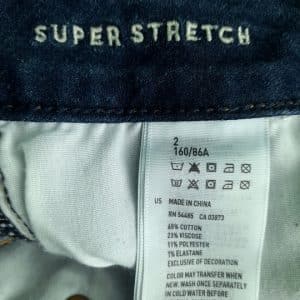 SUPER STRETCH
2
160/86A
US MADE IN CHINA
RN 54485 CA 03873
65% COTTON
23% VISCOSE
11% POLYESTER
1% ELASTANE
EXCLUSIVE OF DECORATION
COLOR MAY TRANSFER WHEN
NEW. WASH ONCE SEPARATELY
IN COLD WATER BEFORE